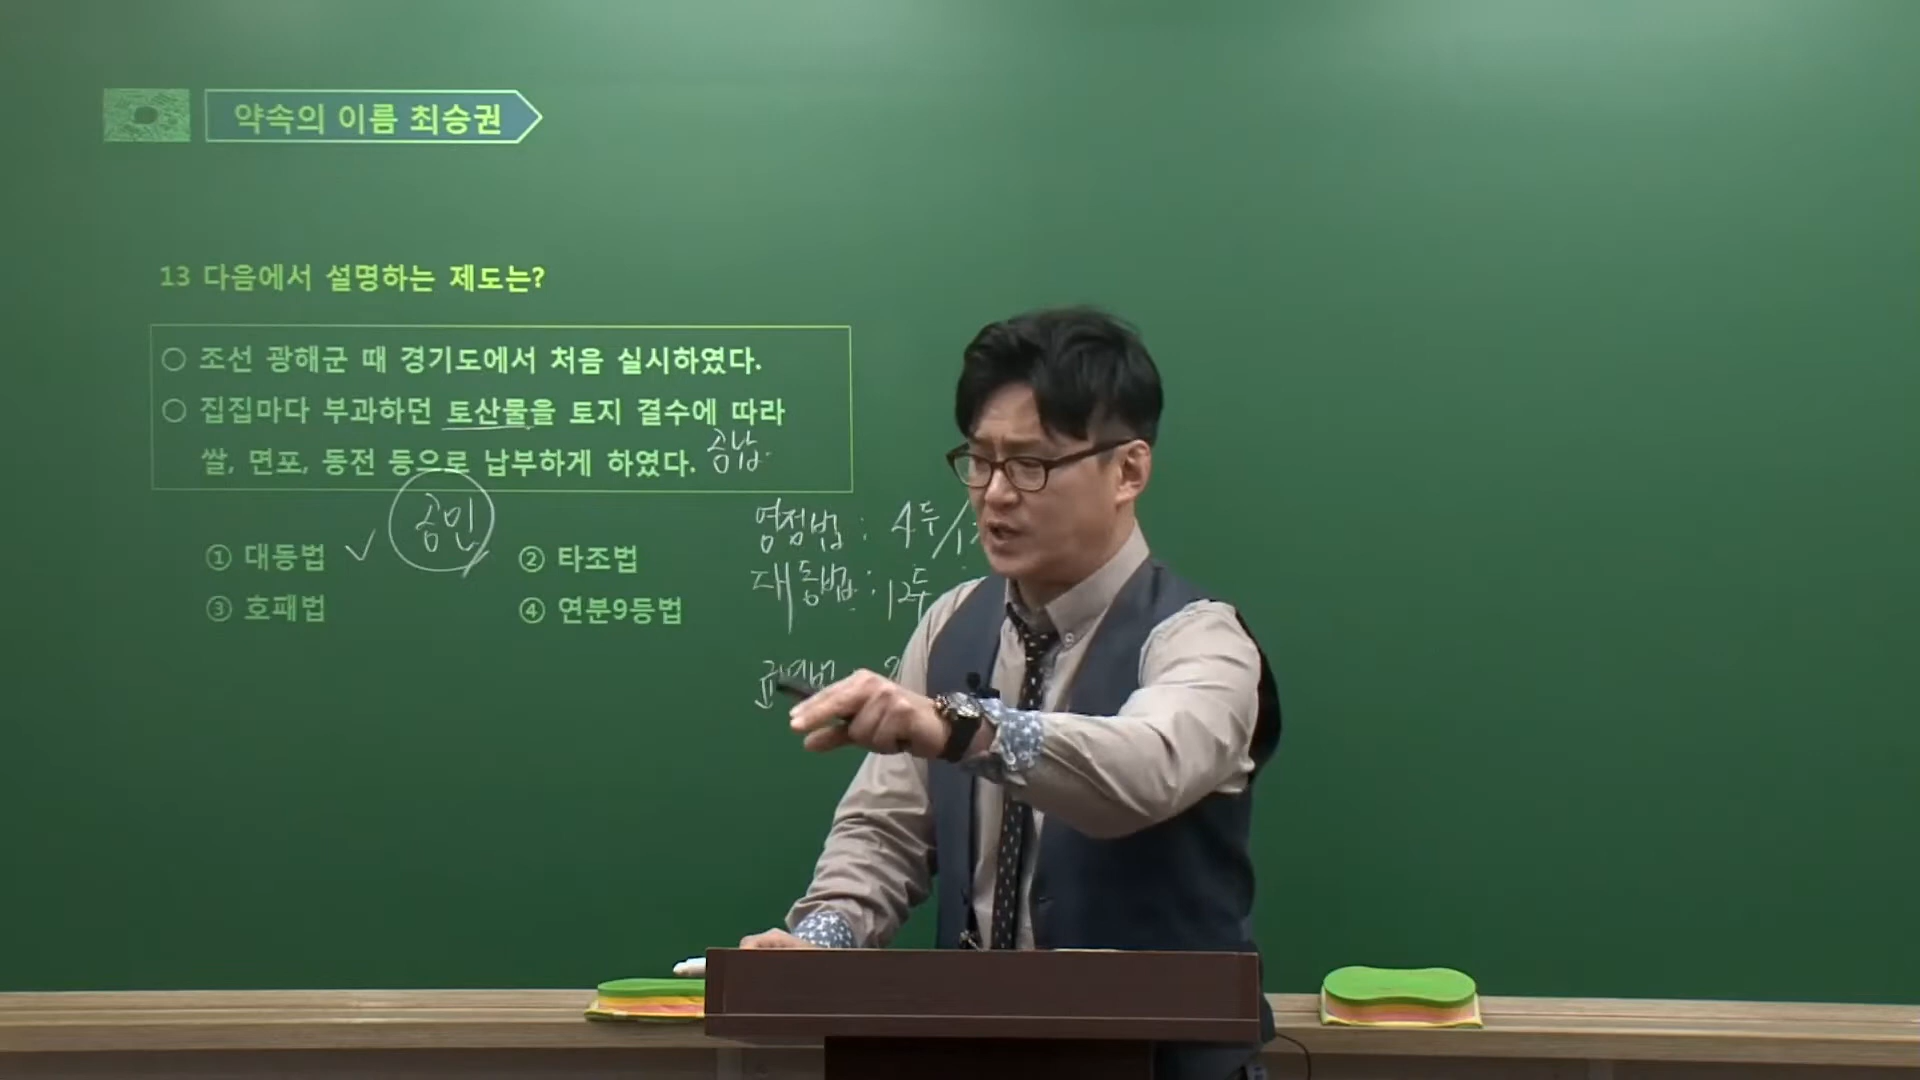 약속의 이름 최승권
13 다음에서 설명하는 제도는?
○ 조선 광해군 때 경기도에서 처음 실시하였다.
○ 집집마다 부과하던 토산물을 토지 결수에 따라
쌀, 면포, 동전 등으로 납부하게 하였다. 공납
공인
① 대동법 ② 타조법
③ 호패법 ④ 연분9등법
영정법 : 4두/1
대동법 : 12두
균역법 :